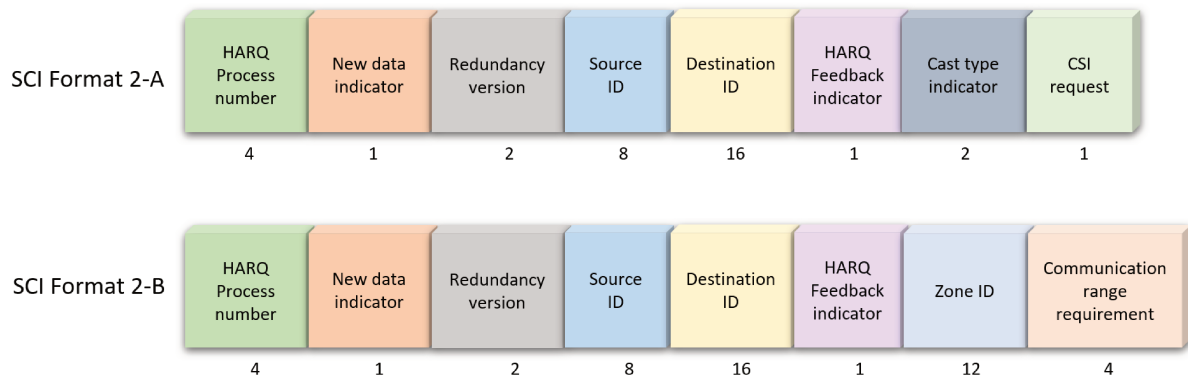 SCI Format 2-A
HARQ
Process
number
New data
indicator
Redundancy
version
Source
ID
Destination
ID
HARQ
Feedback
indicator
Cast type
indicator
CSI
request
4 1 2 8 16 1 2 1
SCI Format 2-B
HARQ
Process
number
New data
indicator
Redundancy
version
Source
ID
Destination
ID
HARQ
Feedback
indicator
Zone ID
Communication
range
requirement
4 1 2 8 16 1 12 4